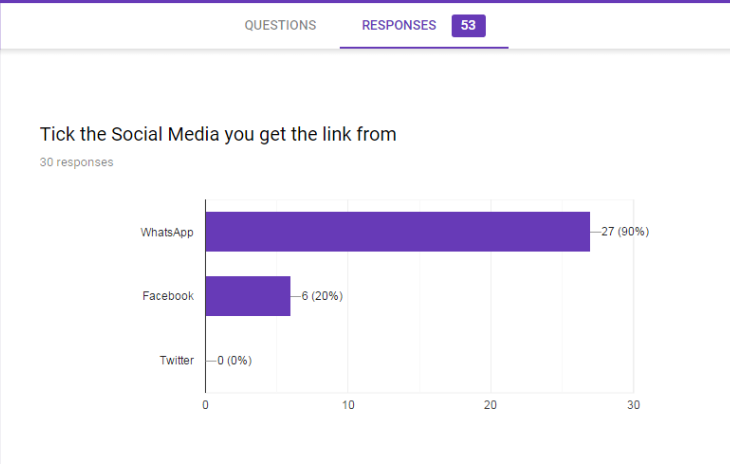 QUESTIONS RESPONSES 53
Tick the Social Media you get the link from
30 responses
WhatsApp 27 (90%)
Facebook 6 (20%)
Twitter 0 (0%)
0 10 20 30